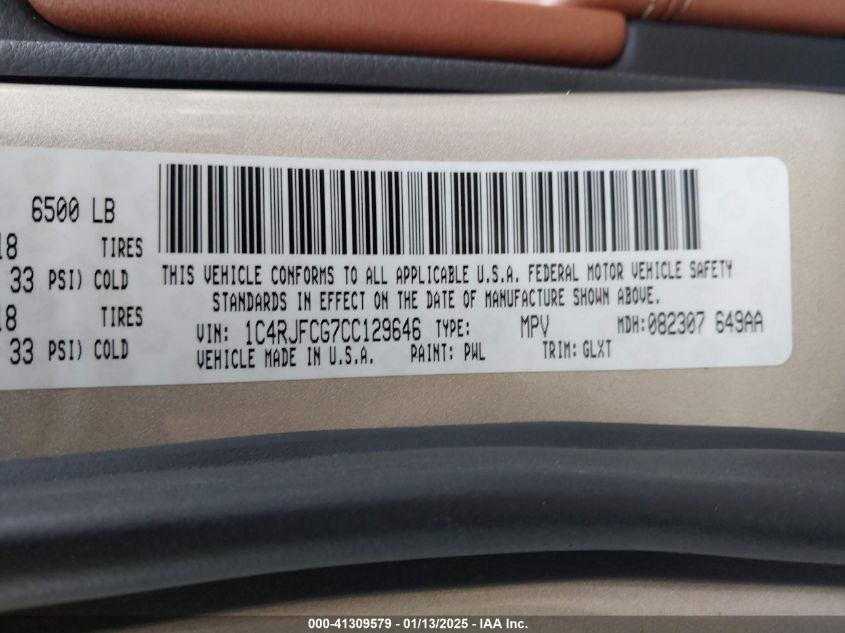 6500 LB
18 TIRES
33 PSI) COLD
18 TIRES
33 PSI) COLD
THIS VEHICLE CONFORMS TO ALL APPLICABLE U.S.A. FEDERAL MOTOR VEHICLE SAFETY
STANDARDS IN EFFECT ON THE DATE OF MANUFACTURE SHOWN ABOVE.
VIN: 1C4RJFCG7CC129646 TYPE: MPV MDH:082307 649AA
VEHICLE MADE IN U.S.A. PAINT: PWL TRIM: GLXT
000-41309579 - 01/13/2025 - IAA Inc.